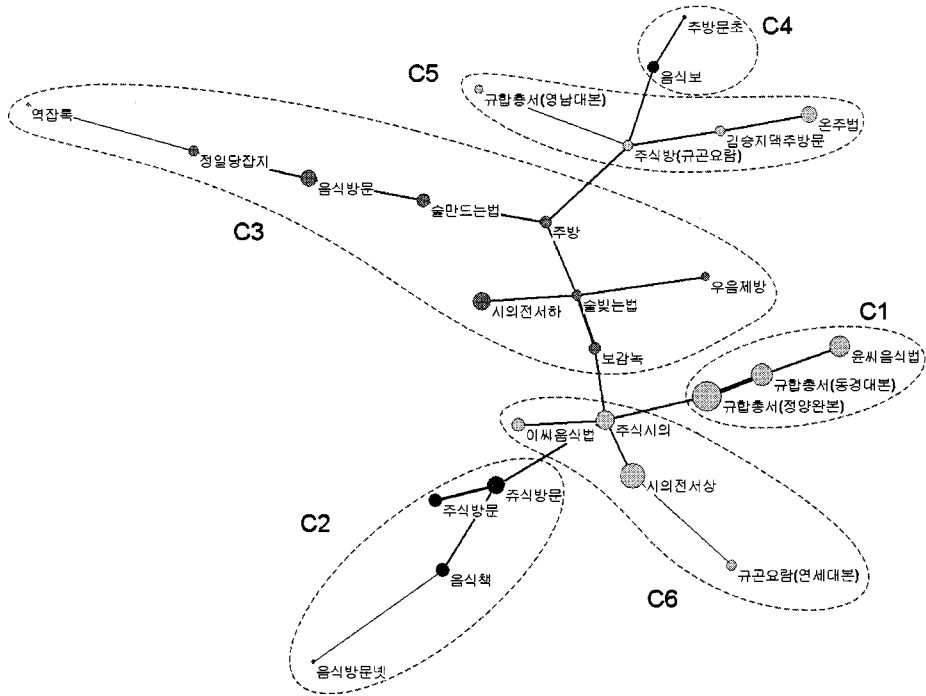 주방문초
C4
음식보
C5
규합총서(영남대본)
온주법
김승지댁주방문
주식방(규곤요람)
역잡록
정일당잡지
음식방문
술만드는법
주방
C3
우음제방
시의전서하
술빚는법
C1
보감녹
윤씨음식법
규합총서(동경대본)
규합총서(정양완본)
주식시의
이씨음식법
시의전서상
쥬식방문
주식방문
C2
음식책
규곤요람(연세대본)
C6
음식방문넷